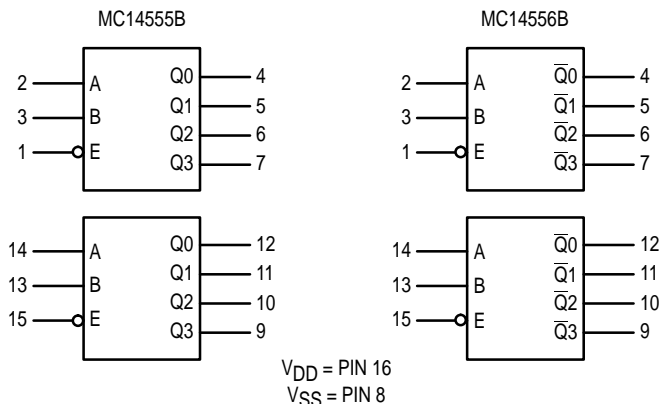 MC14555B
2 A Q0 4
3 B Q1 5
1 E Q2 6
Q3 7
14 A Q0 12
13 B Q1 11
15 E Q2 10
Q3 9
MC14556B
2 A Q̅0 4
3 B Q̅1 5
1 E Q̅2 6
Q̅3 7
14 A Q̅0 12
13 B Q̅1 11
15 E Q̅2 10
Q̅3 9
VDD = PIN 16
VSS = PIN 8